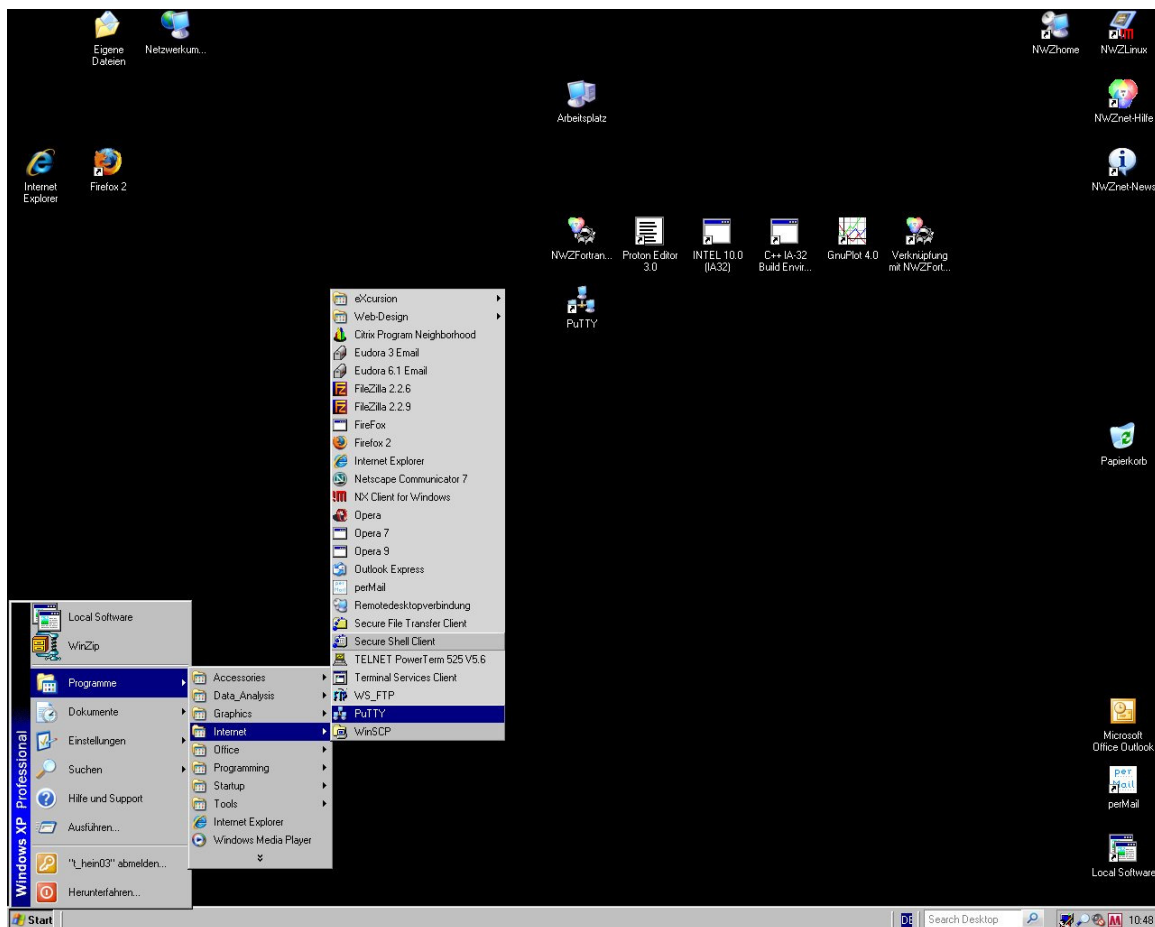 Eigene
Dateien
Netzwerkum...
NWZhome
NWZLinux
Arbeitsplatz
NWZnet-Hilfe
Internet
Explorer
Firefox 2
NWZnet-News
NWZFortran...
Proton Editor
3.0
INTEL 10.0
(IA32)
C++ IA-32
Build Envir...
GnuPlot 4.0
Verknüpfung
mit NWZFort...
PuTTY
Papierkorb
Microsoft
Office Outlook
per
Mail
perMail
Local Software
eXcursion
Web-Design
Citrix Program Neighborhood
Eudora 3 Email
Eudora 6.1 Email
FileZilla 2.2.6
FileZilla 2.2.9
FireFox
Firefox 2
Internet Explorer
Netscape Communicator 7
NX Client for Windows
Opera
Opera 7
Opera 9
Outlook Express
perMail
Remotedesktopverbindung
Secure File Transfer Client
Secure Shell Client
TELNET PowerTerm 525 V5.6
Terminal Services Client
WS_FTP
PuTTY
WinSCP
Local Software
WinZip
Programme
Dokumente
Einstellungen
Suchen
Hilfe und Support
Ausführen...
"t_hein03" abmelden...
Herunterfahren...
Windows XP Professional
Accessories
Data_Analysis
Graphics
Internet
Office
Programming
Startup
Tools
Internet Explorer
Windows Media Player
Start
DE
Search Desktop
10:48